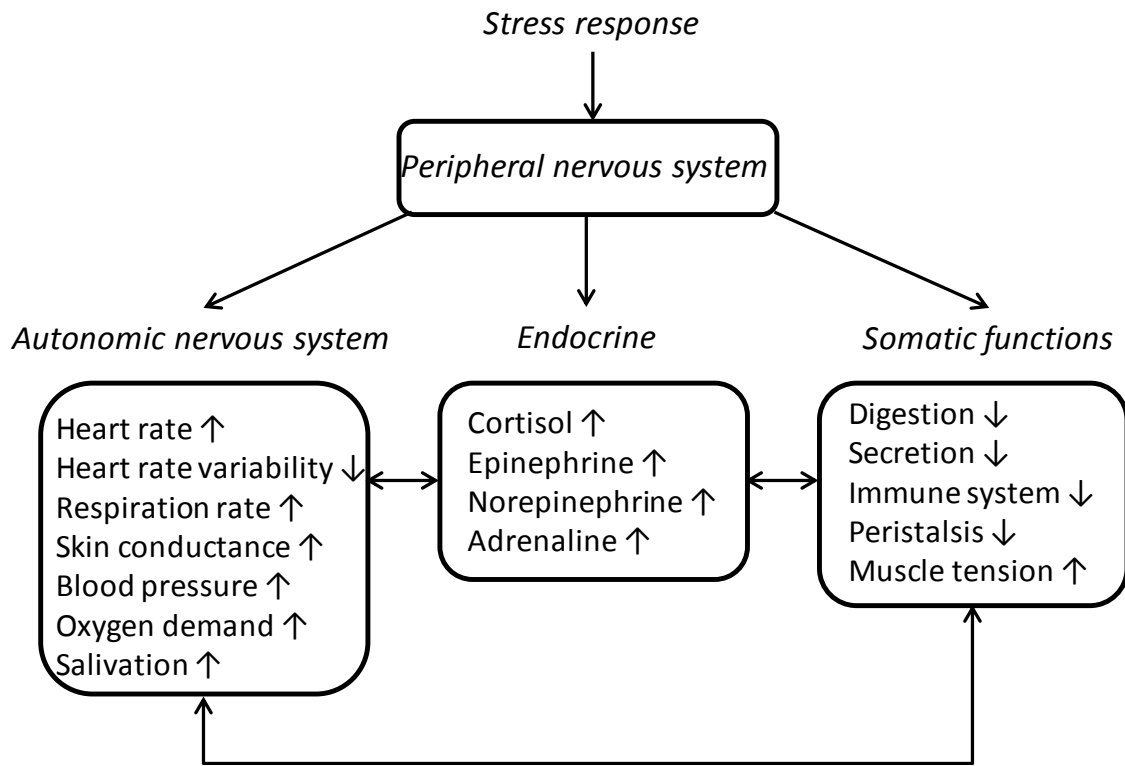 Stress response
Peripheral nervous system
Autonomic nervous system
Heart rate ↑
Heart rate variability ↓
Respiration rate ↑
Skin conductance ↑
Blood pressure ↑
Oxygen demand ↑
Salivation ↑
Endocrine
Cortisol ↑
Epinephrine ↑
Norepinephrine ↑
Adrenaline ↑
Somatic functions
Digestion ↓
Secretion ↓
Immune system ↓
Peristalsis ↓
Muscle tension ↑